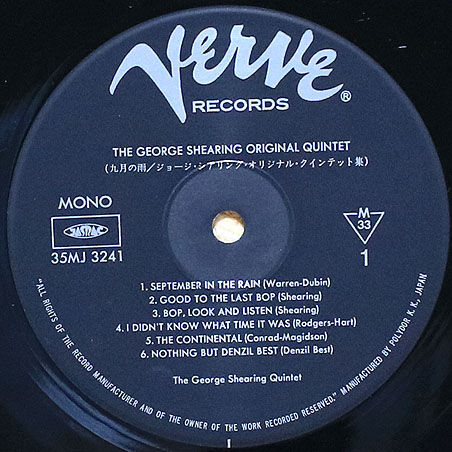 Verve
RECORDS ®
THE GEORGE SHEARING ORIGINAL QUINTET
(九月の雨/ジョージ・シアリング・オリジナル・クインテット集)
MONO
JASRAC
35MJ 3241
M
33
1
1. SEPTEMBER IN THE RAIN (Warren-Dubin)
2. GOOD TO THE LAST BOP (Shearing)
3. BOP, LOOK AND LISTEN (Shearing)
4. I DIDN'T KNOW WHAT TIME IT WAS (Rodgers-Hart)
5. THE CONTINENTAL (Conrad-Magidson)
6. NOTHING BUT DENZIL BEST (Denzil Best)
The George Shearing Quintet
"ALL RIGHTS OF THE RECORD MANUFACTURER AND OF THE OWNER OF THE WORK RECORDED RESERVED." MANUFACTURED BY POLYDOR K.K., JAPAN